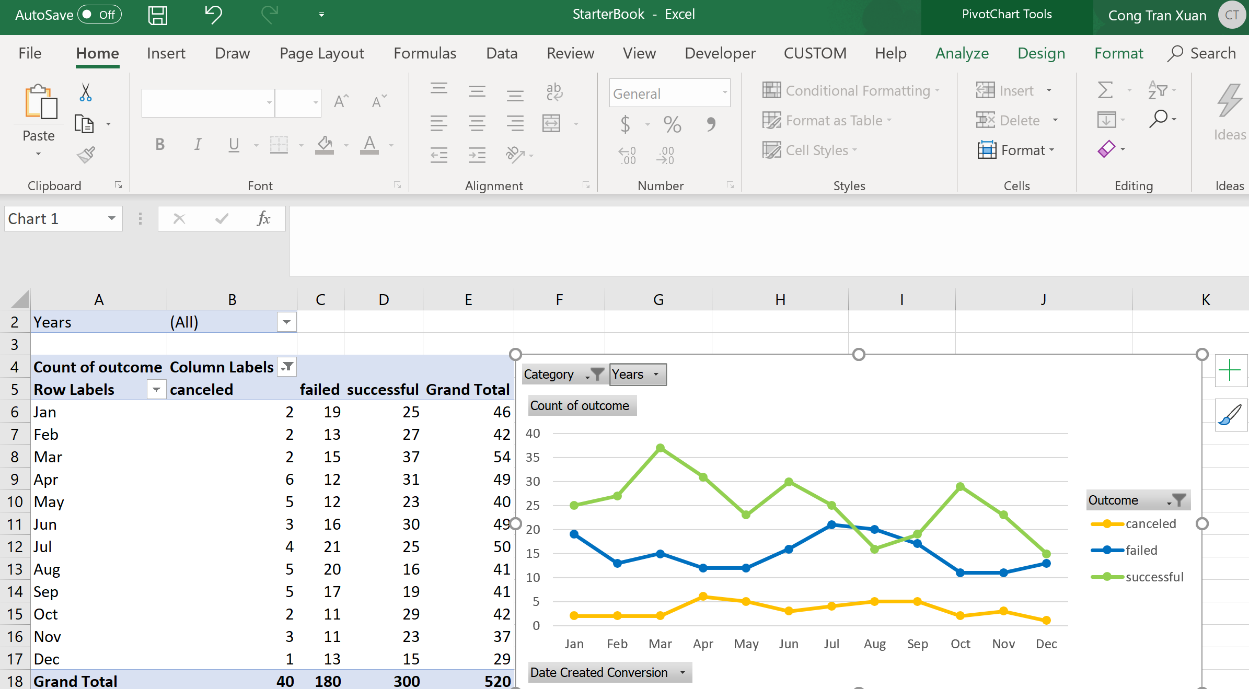 AutoSave Off StarterBook - Excel PivotChart Tools Cong Tran Xuan CT
File Home Insert Draw Page Layout Formulas Data Review View Developer CUSTOM Help Analyze Design Format Search
Paste
B I U
ab
General
$ % 9
.00
.00
Conditional Formatting
Format as Table
Cell Styles
Insert
Delete
Format
Ideas
Clipboard Font Alignment Number Styles Cells Editing Ideas
Chart 1 fx
A B C D E F G H I J K
2 Years (All)
3
4 Count of outcome Column Labels
5 Row Labels canceled failed successful Grand Total
6 Jan 2 19 25 46
7 Feb 2 13 27 42
8 Mar 2 15 37 54
9 Apr 6 12 31 49
10 May 5 12 23 40
11 Jun 3 16 30 49
12 Jul 4 21 25 50
13 Aug 5 20 16 41
14 Sep 5 17 19 41
15 Oct 2 11 29 42
16 Nov 3 11 23 37
17 Dec 1 13 15 29
18 Grand Total 40 180 300 520
Category Years
Count of outcome
40
35
30
25
20
15
10
5
0
Jan Feb Mar Apr May Jun Jul Aug Sep Oct Nov Dec
Date Created Conversion
Outcome
canceled
failed
successful